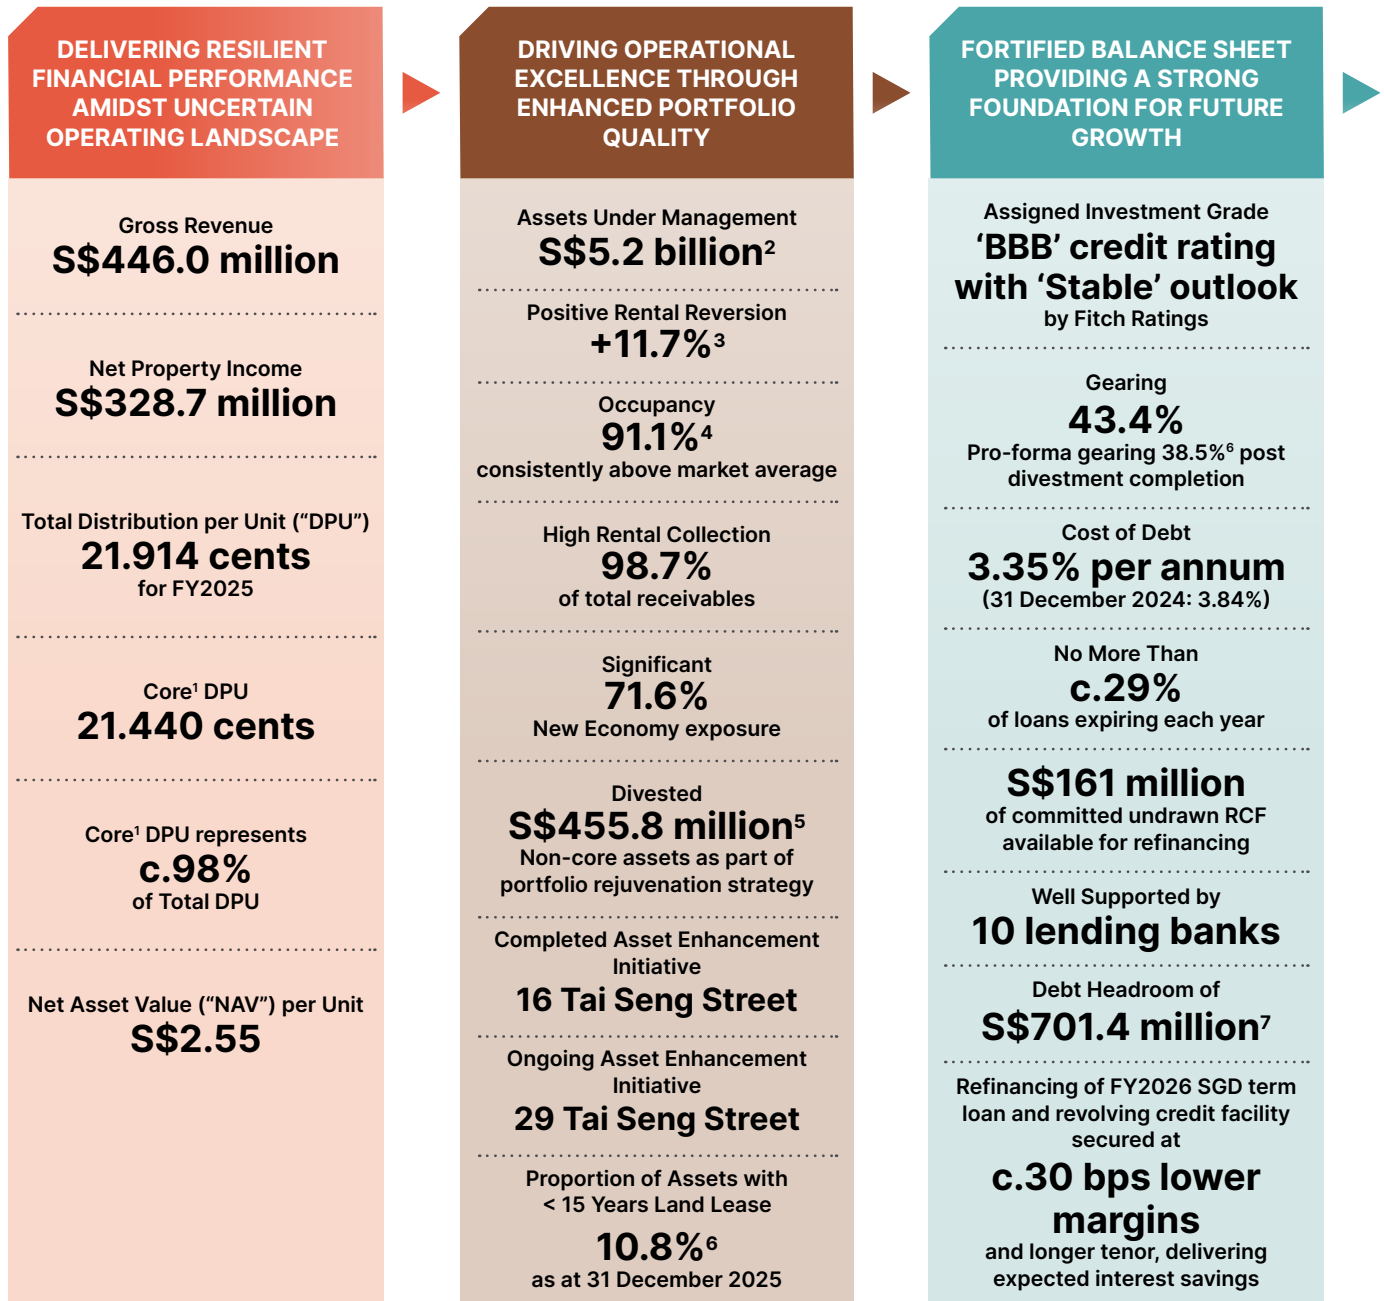 DELIVERING RESILIENT
FINANCIAL PERFORMANCE
AMIDST UNCERTAIN
OPERATING LANDSCAPE
Gross Revenue
S$446.0 million
Net Property Income
S$328.7 million
Total Distribution per Unit (“DPU”)
21.914 cents
for FY2025
Core¹ DPU
21.440 cents
Core¹ DPU represents
c.98%
of Total DPU
Net Asset Value (“NAV”) per Unit
S$2.55
DRIVING OPERATIONAL
EXCELLENCE THROUGH
ENHANCED PORTFOLIO
QUALITY
Assets Under Management
S$5.2 billion²
Positive Rental Reversion
+11.7%³
Occupancy
91.1%⁴
consistently above market average
High Rental Collection
98.7%
of total receivables
Significant
71.6%
New Economy exposure
Divested
S$455.8 million⁵
Non-core assets as part of
portfolio rejuvenation strategy
Completed Asset Enhancement
Initiative
16 Tai Seng Street
Ongoing Asset Enhancement
Initiative
29 Tai Seng Street
Proportion of Assets with
< 15 Years Land Lease
10.8%⁶
as at 31 December 2025
FORTIFIED BALANCE SHEET
PROVIDING A STRONG
FOUNDATION FOR FUTURE
GROWTH
Assigned Investment Grade
‘BBB’ credit rating
with ‘Stable’ outlook
by Fitch Ratings
Gearing
43.4%
Pro-forma gearing 38.5%⁶ post
divestment completion
Cost of Debt
3.35% per annum
(31 December 2024: 3.84%)
No More Than
c.29%
of loans expiring each year
S$161 million
of committed undrawn RCF
available for refinancing
Well Supported by
10 lending banks
Debt Headroom of
S$701.4 million⁷
Refinancing of FY2026 SGD term
loan and revolving credit facility
secured at
c.30 bps lower
margins
and longer tenor, delivering
expected interest savings